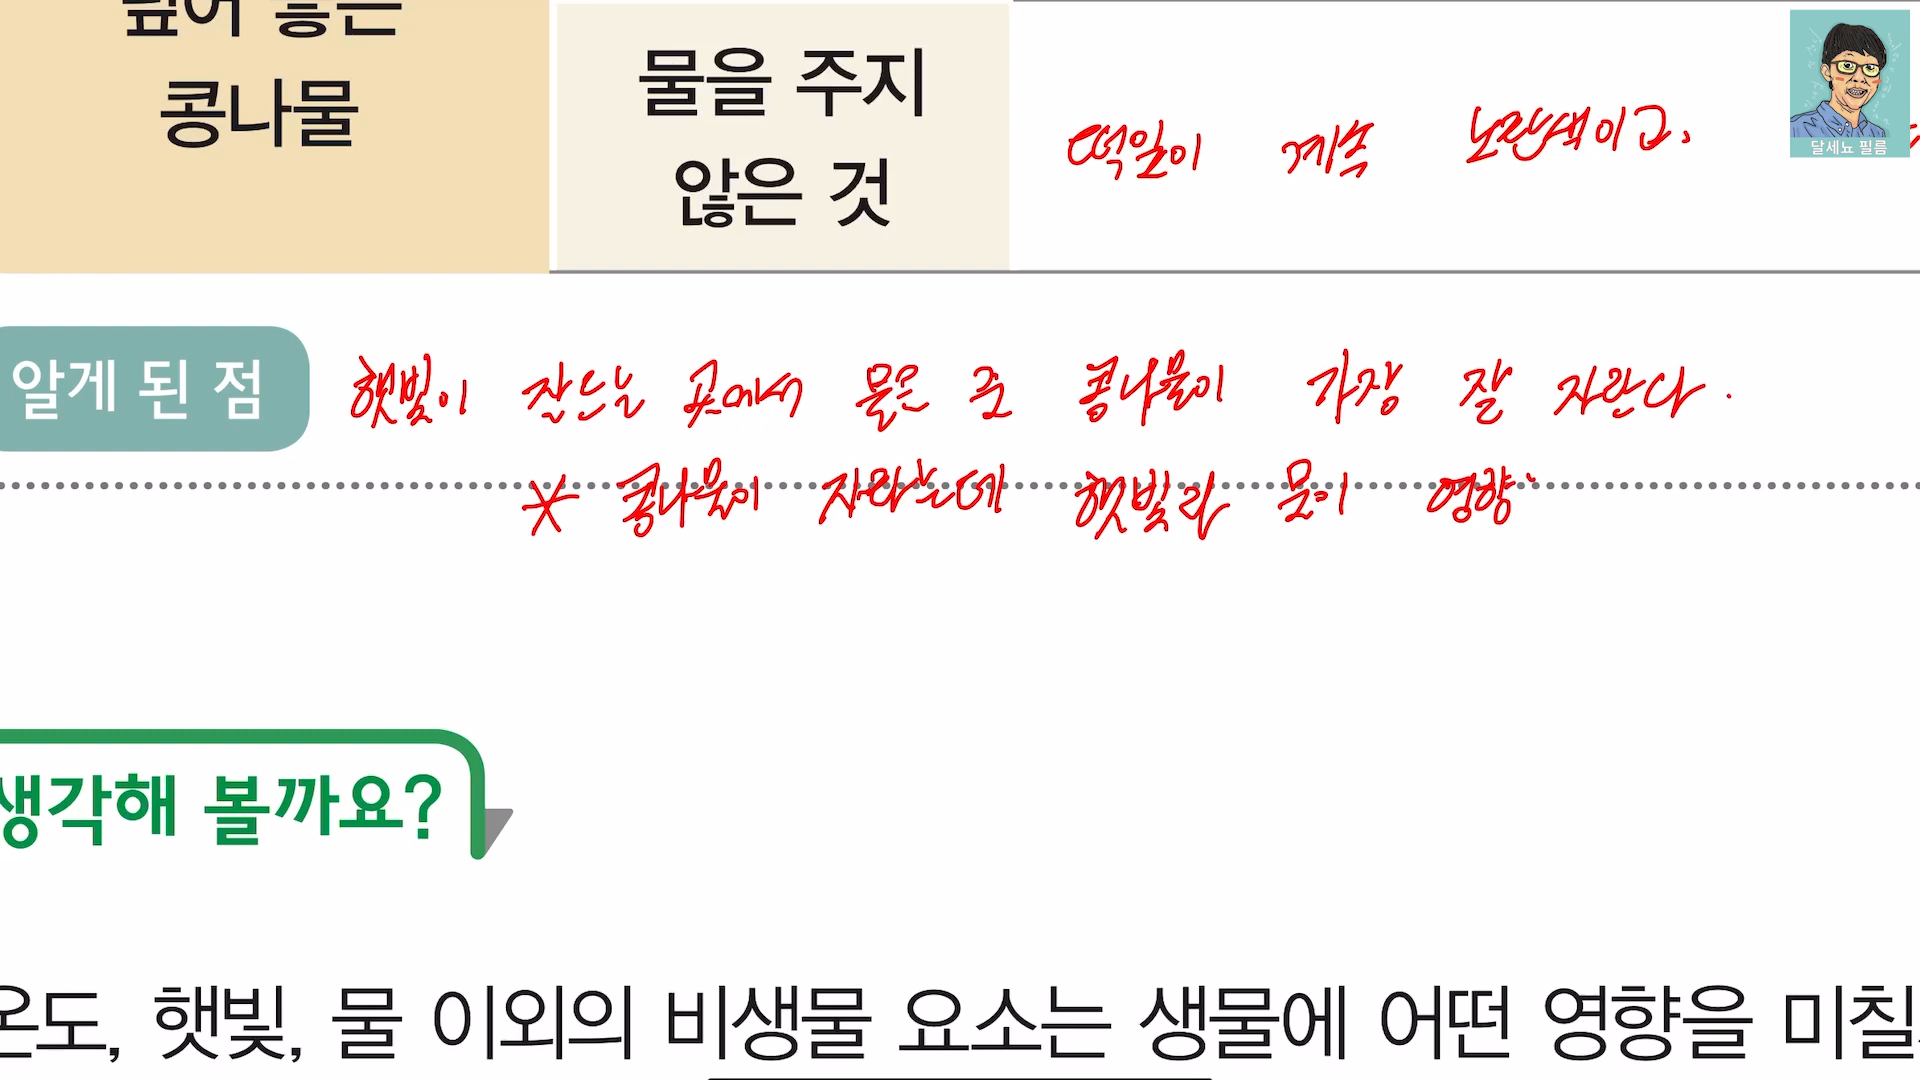 덮어 놓은
콩나물
물을 주지
않은 것
떡잎이 계속 노란색이고,
달세뇨 필름
알게 된 점
햇빛이 잘드는 곳에서 물은 준 콩나물이 가장 잘 자란다.
* 콩나물이 자라는데 햇빛과 물이 영향
생각해 볼까요?
온도, 햇빛, 물 이외의 비생물 요소는 생물에 어떤 영향을 미칠